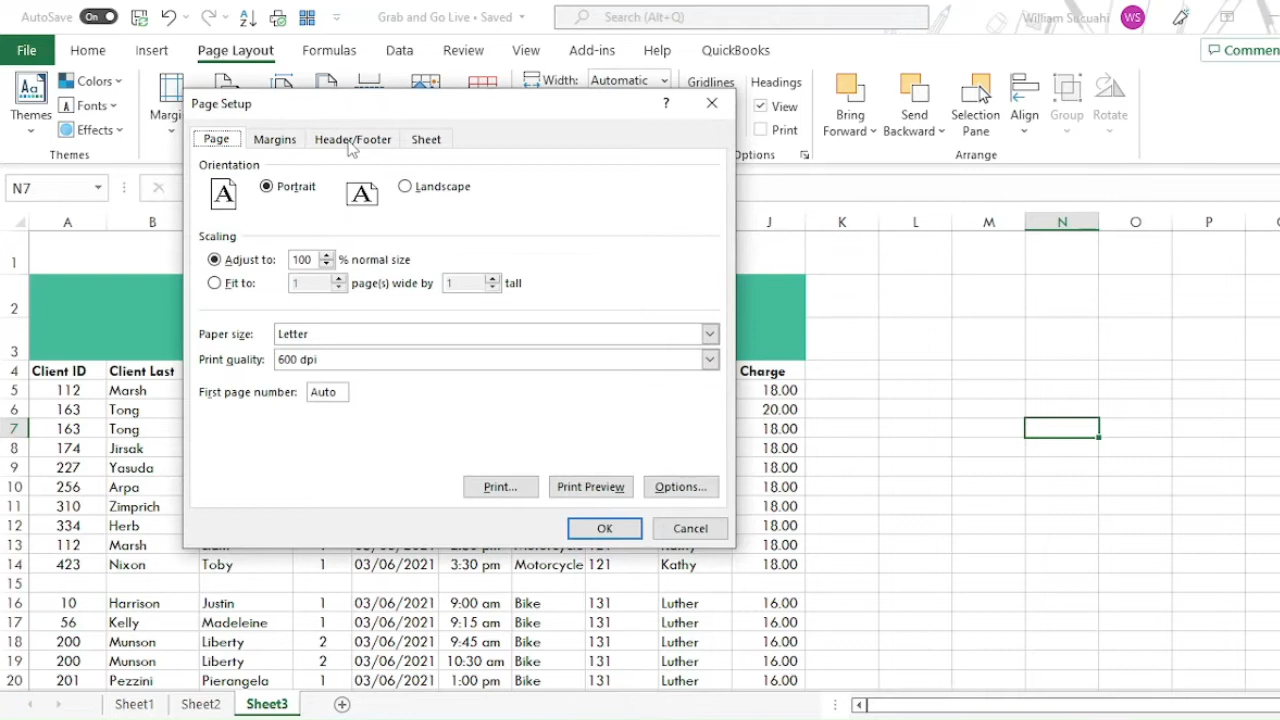 AutoSave On Grab and Go Live • Saved Search (Alt+Q) William Sucuahi WS
File Home Insert Page Layout Formulas Data Review View Add-ins Help QuickBooks Commen
Aa Colors Width: Automatic Gridlines Headings
Themes A Fonts Margi View Bring Send Selection Align Group Rotate
Effects Print Forward Backward Pane
Themes Options Arrange
Page Setup ?
Page Margins Header/Footer Sheet
Orientation
A Portrait A Landscape
Scaling
Adjust to: 100 % normal size
Fit to: 1 page(s) wide by 1 tall
Paper size: Letter
Print quality: 600 dpi
First page number: Auto
Print... Print Preview Options...
OK Cancel
N7
A B J K L M N O P
1
2
3
4 Client ID Client Last Charge
5 112 Marsh 18.00
6 163 Tong 20.00
7 163 Tong 18.00
8 174 Jirsak 18.00
9 227 Yasuda 18.00
10 256 Arpa 18.00
11 310 Zimprich 18.00
12 334 Herb 18.00
13 112 Marsh 18.00
14 423 Nixon Toby 1 03/06/2021 3:30 pm Motorcycle 121 Kathy 18.00
15
16 10 Harrison Justin 1 03/06/2021 9:00 am Bike 131 Luther 16.00
17 56 Kelly Madeleine 1 03/06/2021 9:15 am Bike 131 Luther 16.00
18 200 Munson Liberty 2 03/06/2021 9:45 am Bike 131 Luther 16.00
19 200 Munson Liberty 2 03/06/2021 10:30 am Bike 131 Luther 16.00
20 201 Pezzini Pierangela 1 03/06/2021 1:00 pm Bike 131 Luther 16.00
Sheet1 Sheet2 Sheet3